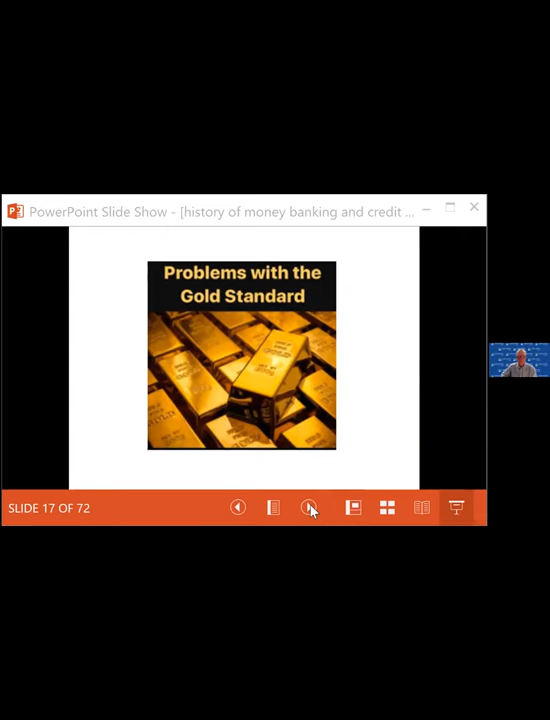 PowerPoint Slide Show - [history of money banking and credit ...
Problems with the
Gold Standard
SLIDE 17 OF 72